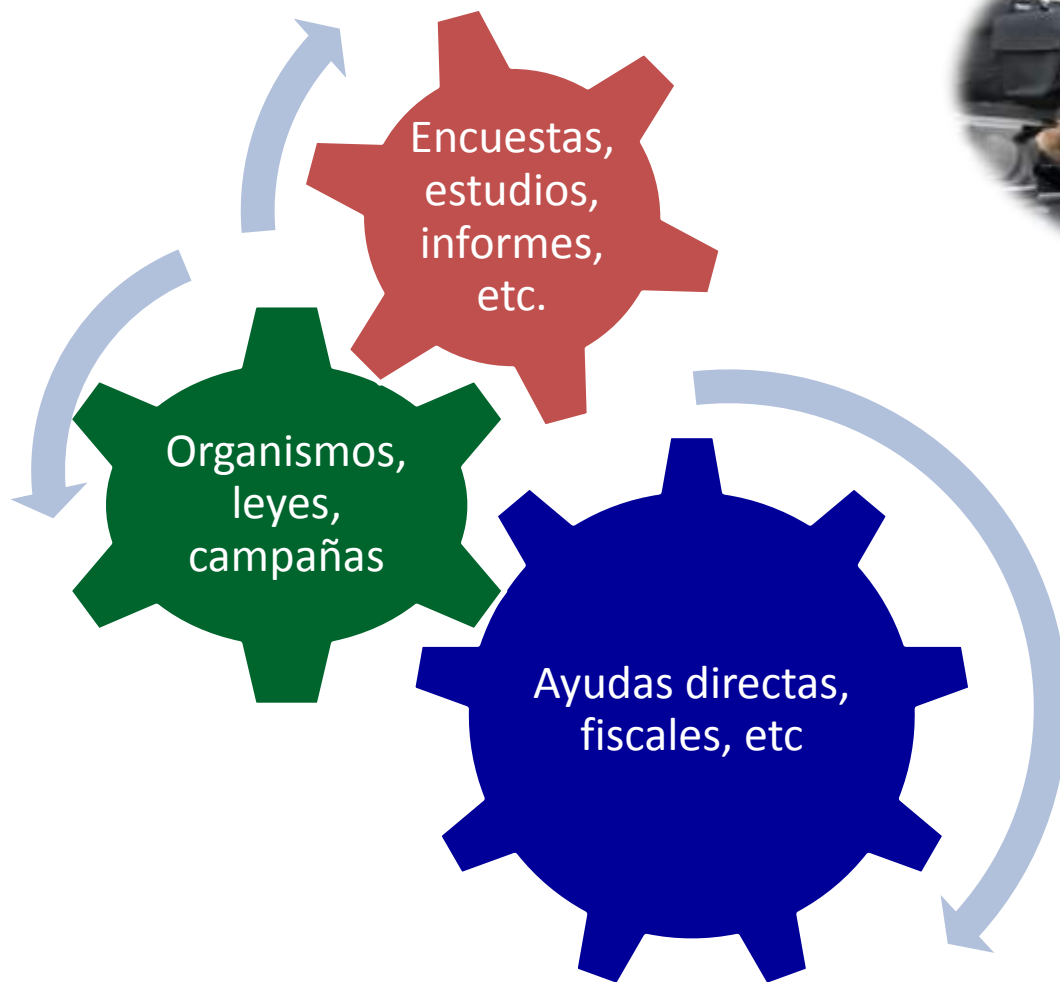 Encuestas,
estudios,
informes,
etc.
Organismos,
leyes,
campañas
Ayudas directas,
fiscales, etc